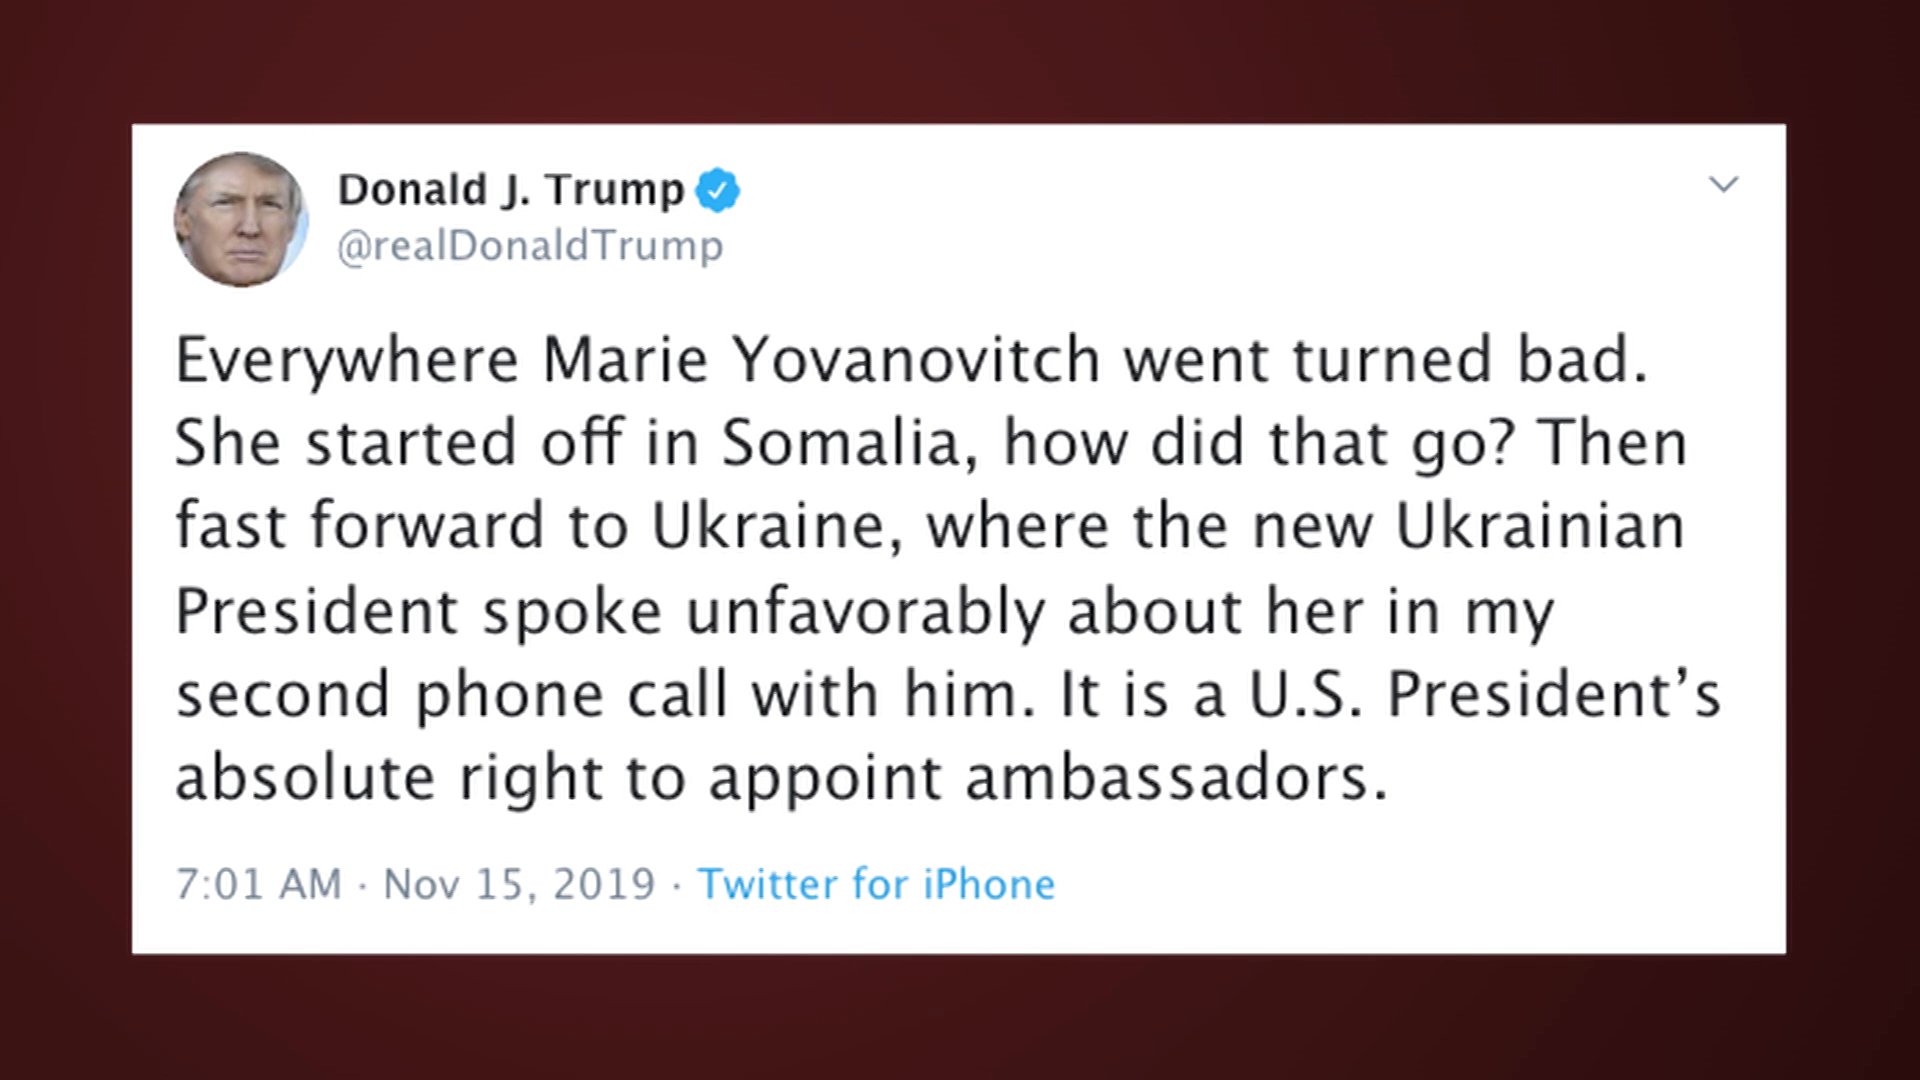 Donald J. Trump
@realDonaldTrump
Everywhere Marie Yovanovitch went turned bad.
She started off in Somalia, how did that go? Then
fast forward to Ukraine, where the new Ukrainian
President spoke unfavorably about her in my
second phone call with him. It is a U.S. President’s
absolute right to appoint ambassadors.
7:01 AM · Nov 15, 2019 · Twitter for iPhone